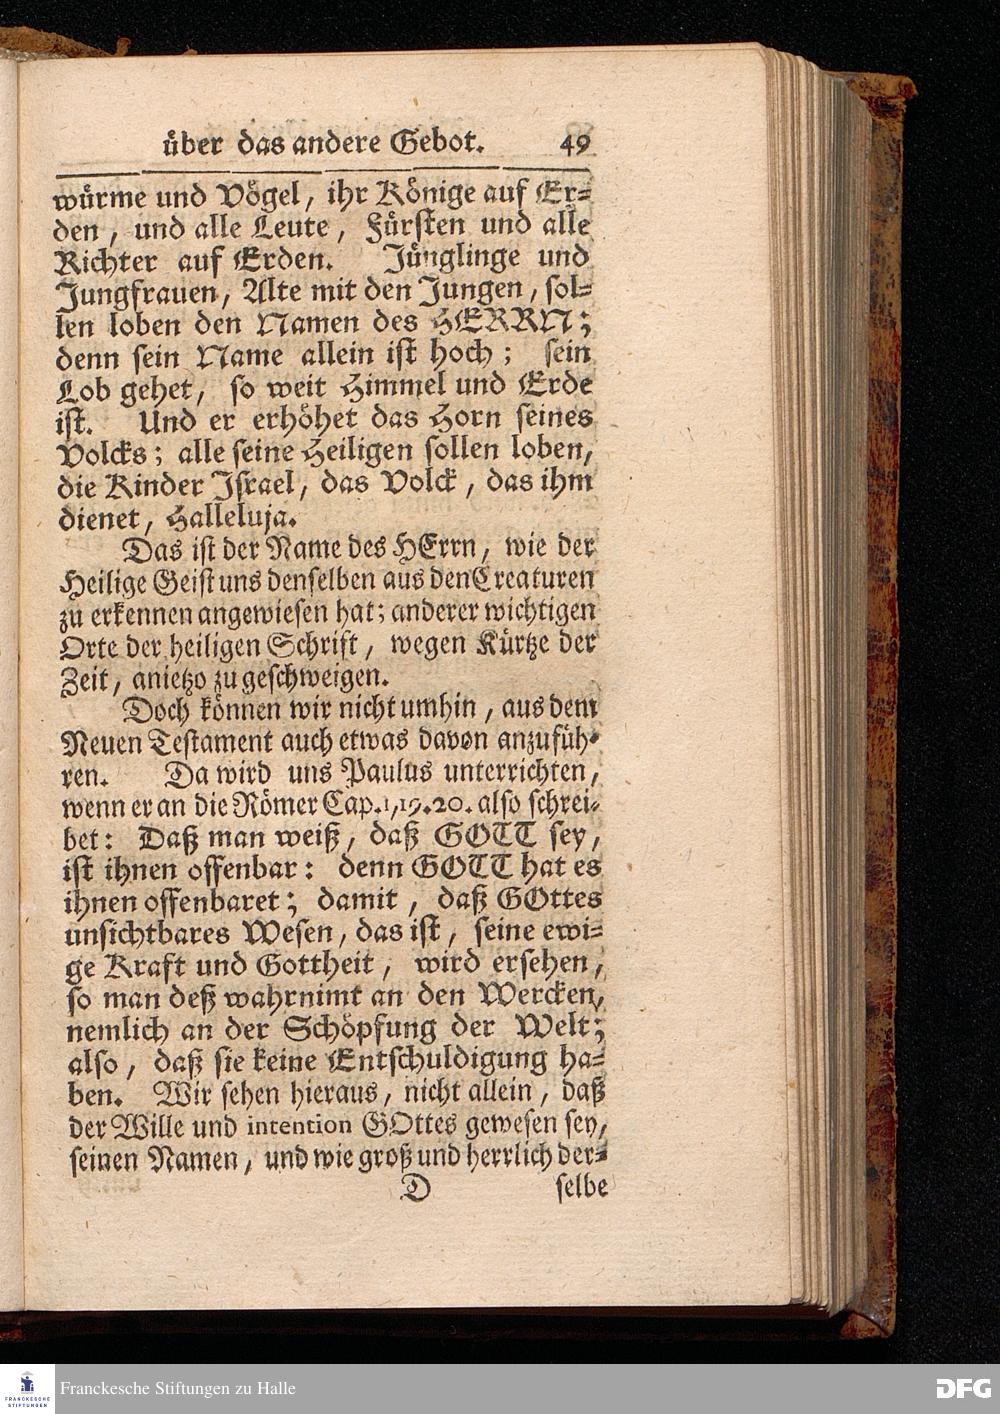 über das andere Gebot. 49
würme und Vögel, ihr Könige auf Er-
den, und alle Leute, Fürsten und alle
Richter auf Erden. Jünglinge und
Jungfrauen, Alte mit den Jungen, sol-
len loben den Namen des HERRN;
denn sein Name allein ist hoch; sein
Lob gehet, so weit Himmel und Erde
ist. Und er erhöhet das Horn seines
Volcks; alle seine Heiligen sollen loben,
die Kinder Israel, das Volck, das ihm
dienet, Halleluja.
Das ist der Name des HErrn, wie der
Heilige Geist uns denselben aus den Creaturen
zu erkennen angewiesen hat; anderer wichtigen
Orte der heiligen Schrift, wegen Kürtze der
Zeit, anietzo zu geschweigen.
Doch können wir nicht umhin, aus dem
Neuen Testament auch etwas davon anzufüh-
ren. Da wird uns Paulus unterrichten,
wenn er an die Römer Cap. 1, 19. 20. also schrei-
bet: Daß man weiß, daß GOTT sey,
ist ihnen offenbar: denn GOTT hat es
ihnen offenbaret; damit, daß GOttes
unsichtbares Wesen, das ist, seine ewi-
ge Kraft und Gottheit, wird ersehen,
so man deß wahrnimt an den Wercken,
nemlich an der Schöpfung der Welt;
also, daß sie keine Entschuldigung ha-
ben. Wir sehen hieraus, nicht allein, daß
der Wille und intention GOttes gewesen sey,
seinen Namen, und wie groß und herrlich der-
D selbe
FRANCKESCHE STIFTUNGEN
Franckesche Stiftungen zu Halle
DFG